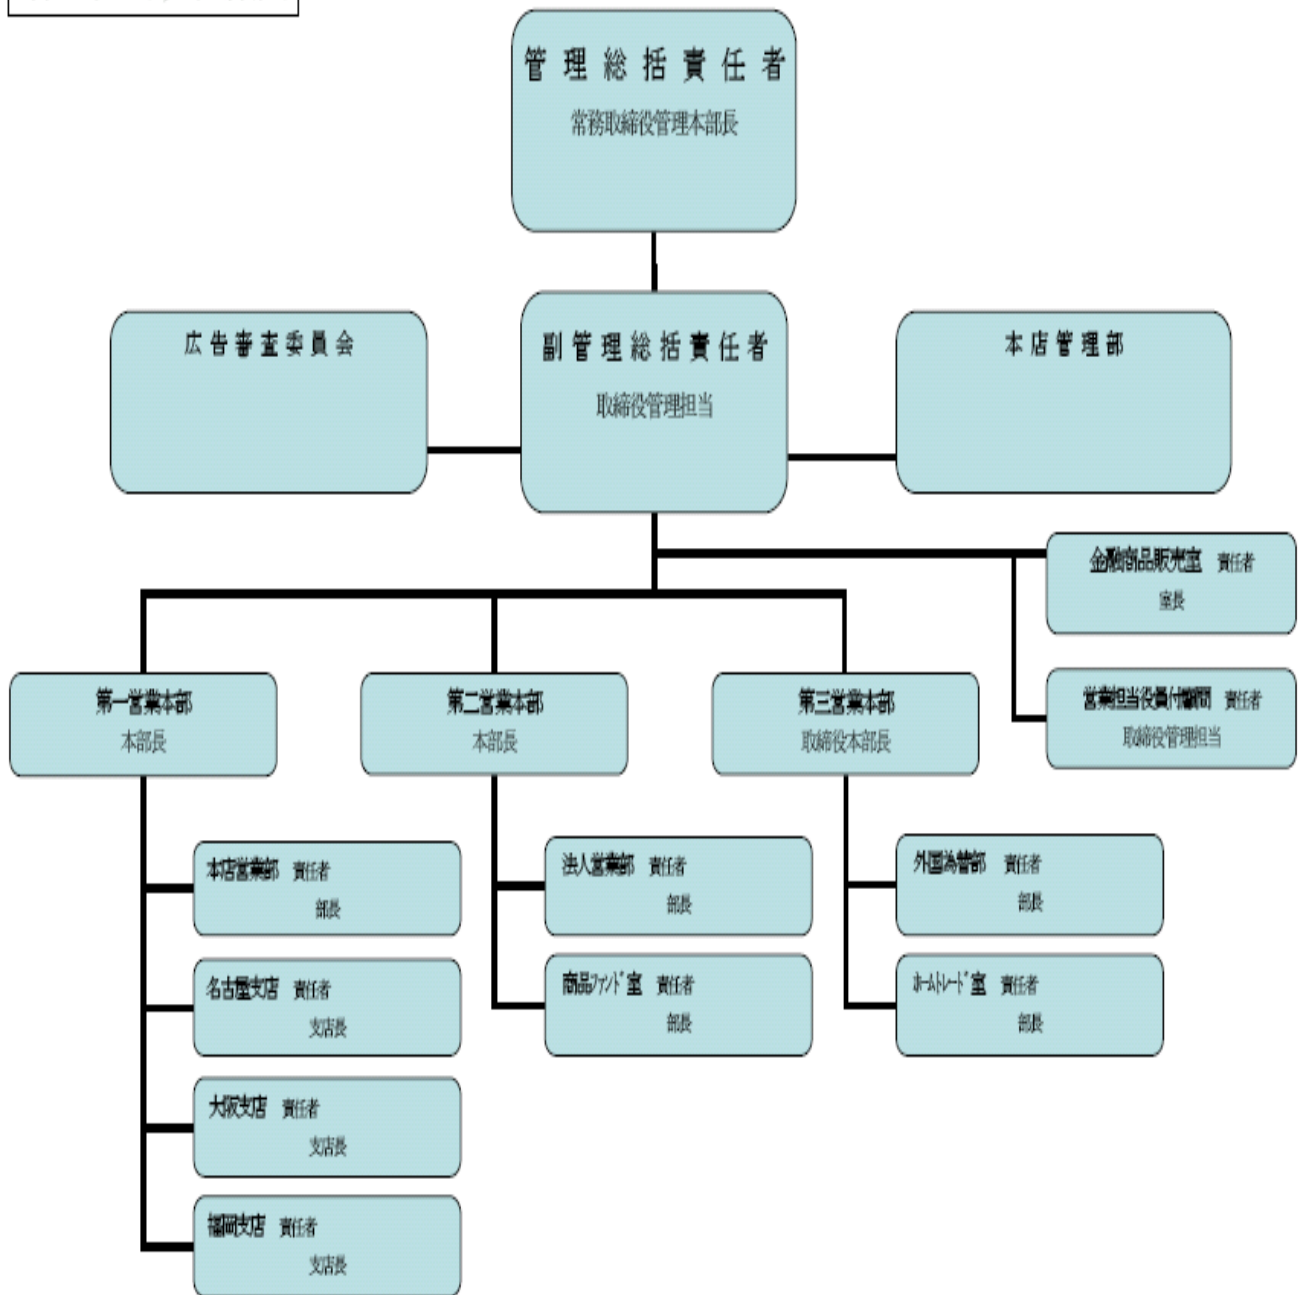 管理総括責任者
常務取締役管理本部長
広告審査委員会
副管理総括責任者
取締役管理担当
本店管理部
金融商品販売室 責任者
室長
営業担当役員付顧問 責任者
取締役管理担当
第一営業本部
本部長
第二営業本部
本部長
第三営業本部
取締役本部長
本店営業部 責任者
部長
名古屋支店 責任者
支店長
大阪支店 責任者
支店長
福岡支店 責任者
支店長
法人営業部 責任者
部長
商品ファンド室 責任者
部長
外国為替部 責任者
部長
ホームトレード室 責任者
部長